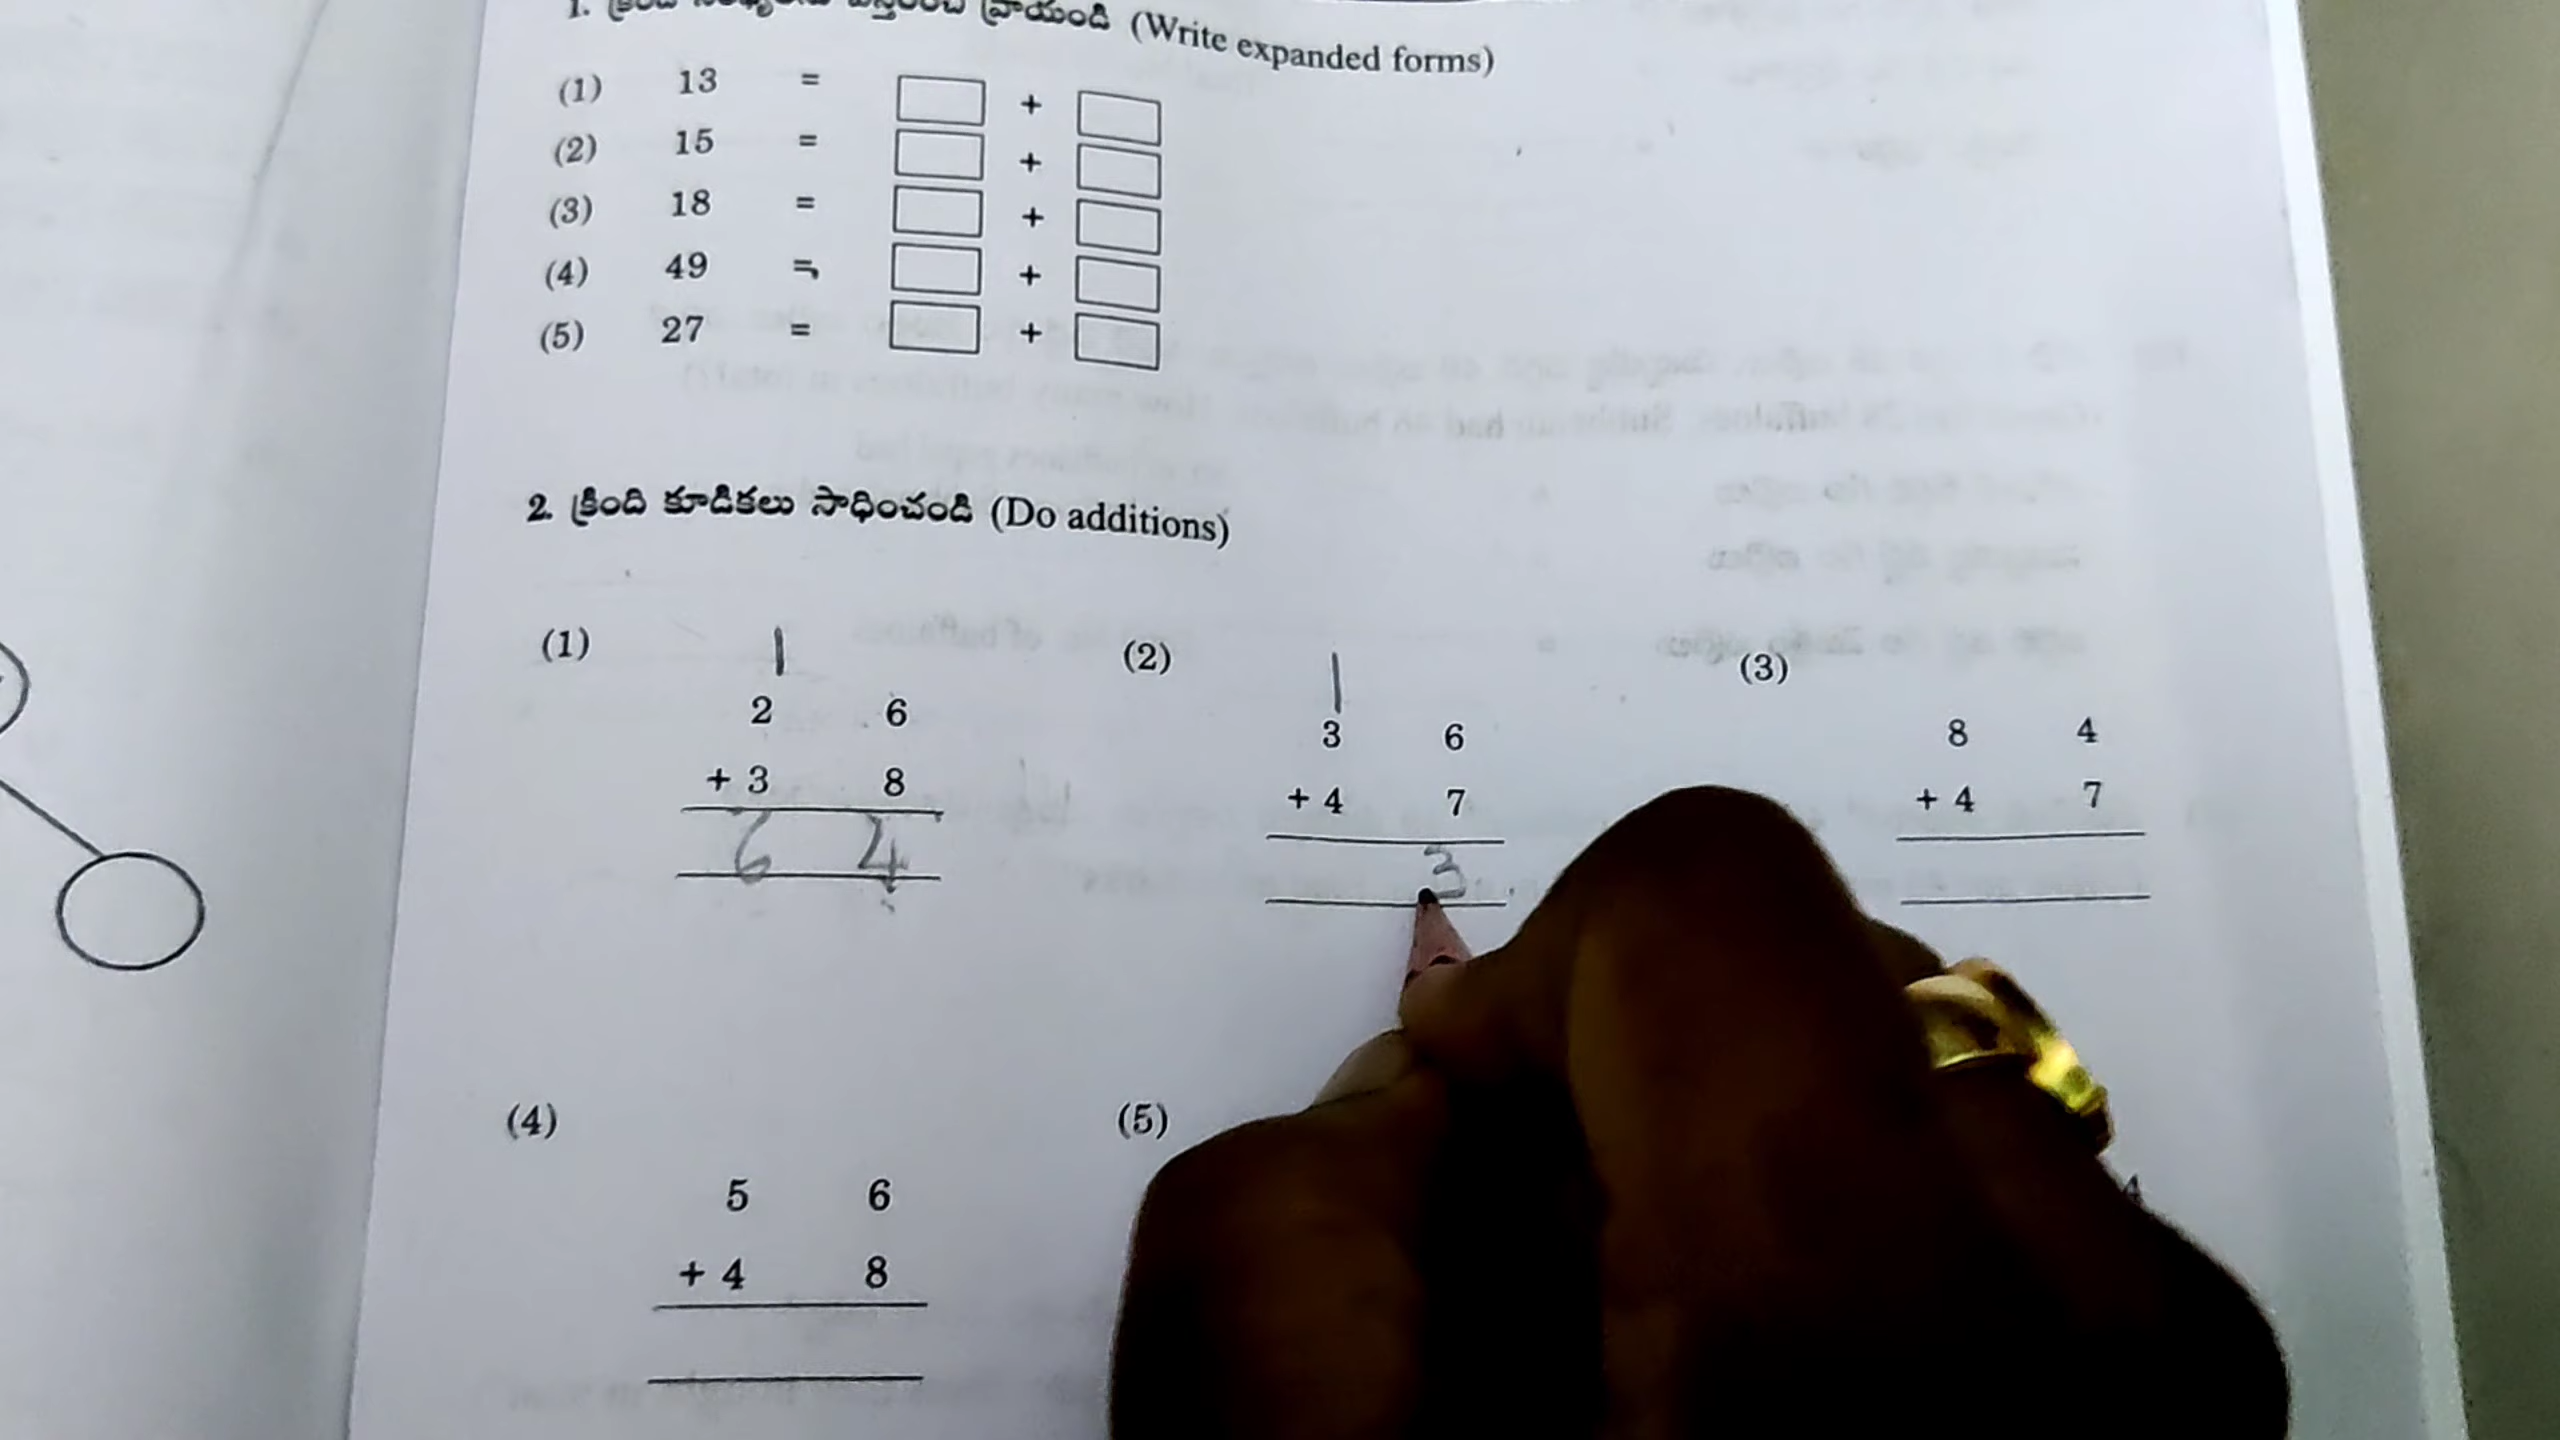 1. క్రింది వ్రాయండి (Write expanded forms)
(1) 13 = +
(2) 15 = +
(3) 18 = +
(4) 49 = +
(5) 27 = +
2. క్రింది కూడికలు సాధించండి (Do additions)
(1) (2) (3)
1 1
2 6 3 6 8 4
+ 3 8 + 4 7 + 4 7
6 4 3
(4) (5)
5 6 4
+ 4 8